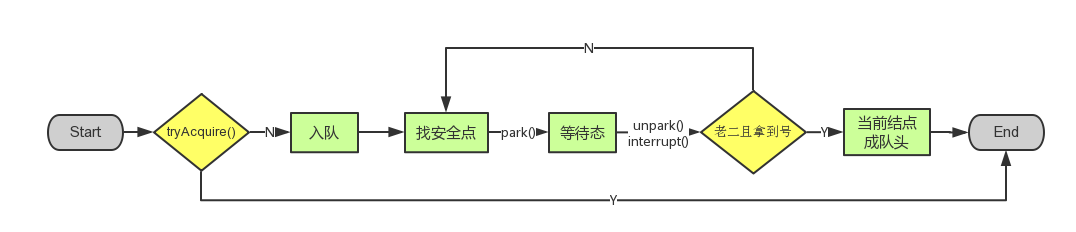 N
Start
tryAcquire()
N
入队
找安全点
park()
等待态
unpark()
interrupt()
老二且拿到号
Y
当前结点
成队头
End
Y